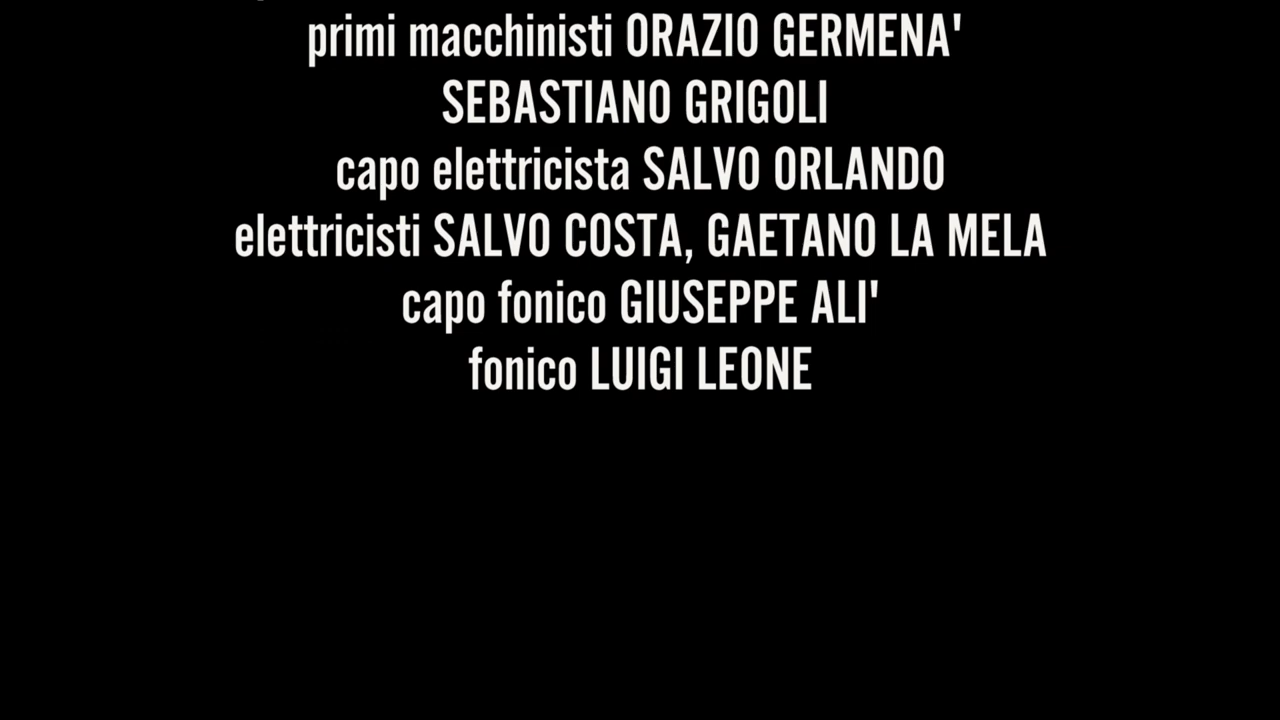 primi macchinisti ORAZIO GERMENA'
SEBASTIANO GRIGOLI
capo elettricista SALVO ORLANDO
elettricisti SALVO COSTA, GAETANO LA MELA
capo fonico GIUSEPPE ALI'
fonico LUIGI LEONE